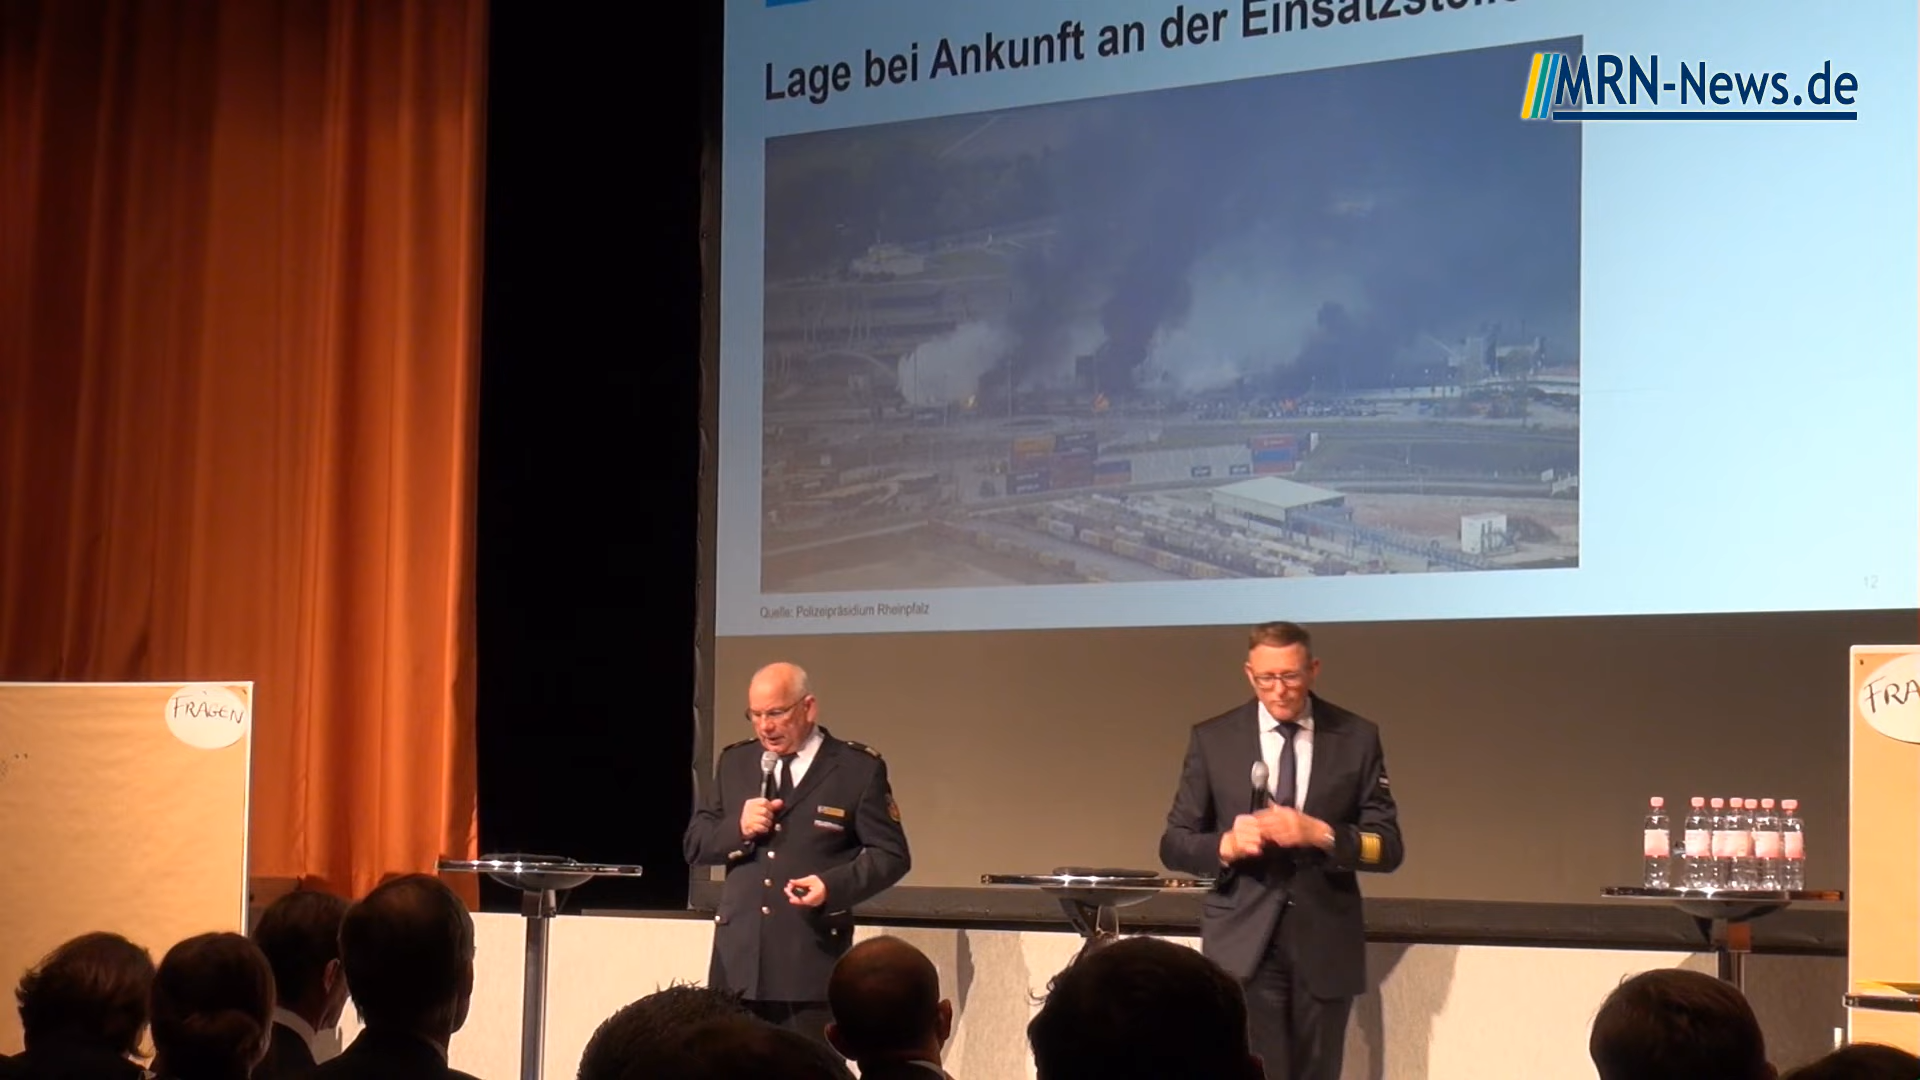 Lage bei Ankunft an der Einsatzstelle
MRN-News.de
Quelle: Polizeipräsidium Rheinpfalz
12
FRAGEN
FRA